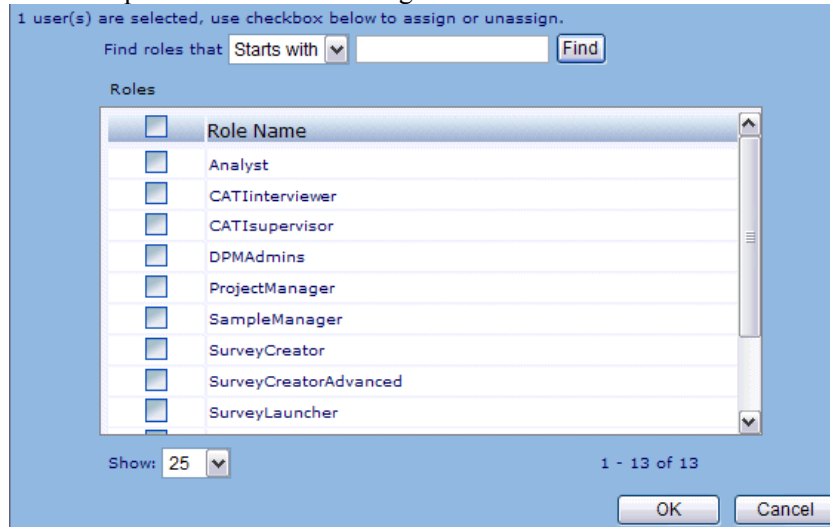 1 user(s) are selected, use checkbox below to assign or unassign.
Find roles that Starts with Find
Roles
Role Name
Analyst
CATIinterviewer
CATIsupervisor
DPMAdmins
ProjectManager
SampleManager
SurveyCreator
SurveyCreatorAdvanced
SurveyLauncher
Show: 25 1 - 13 of 13
OK Cancel